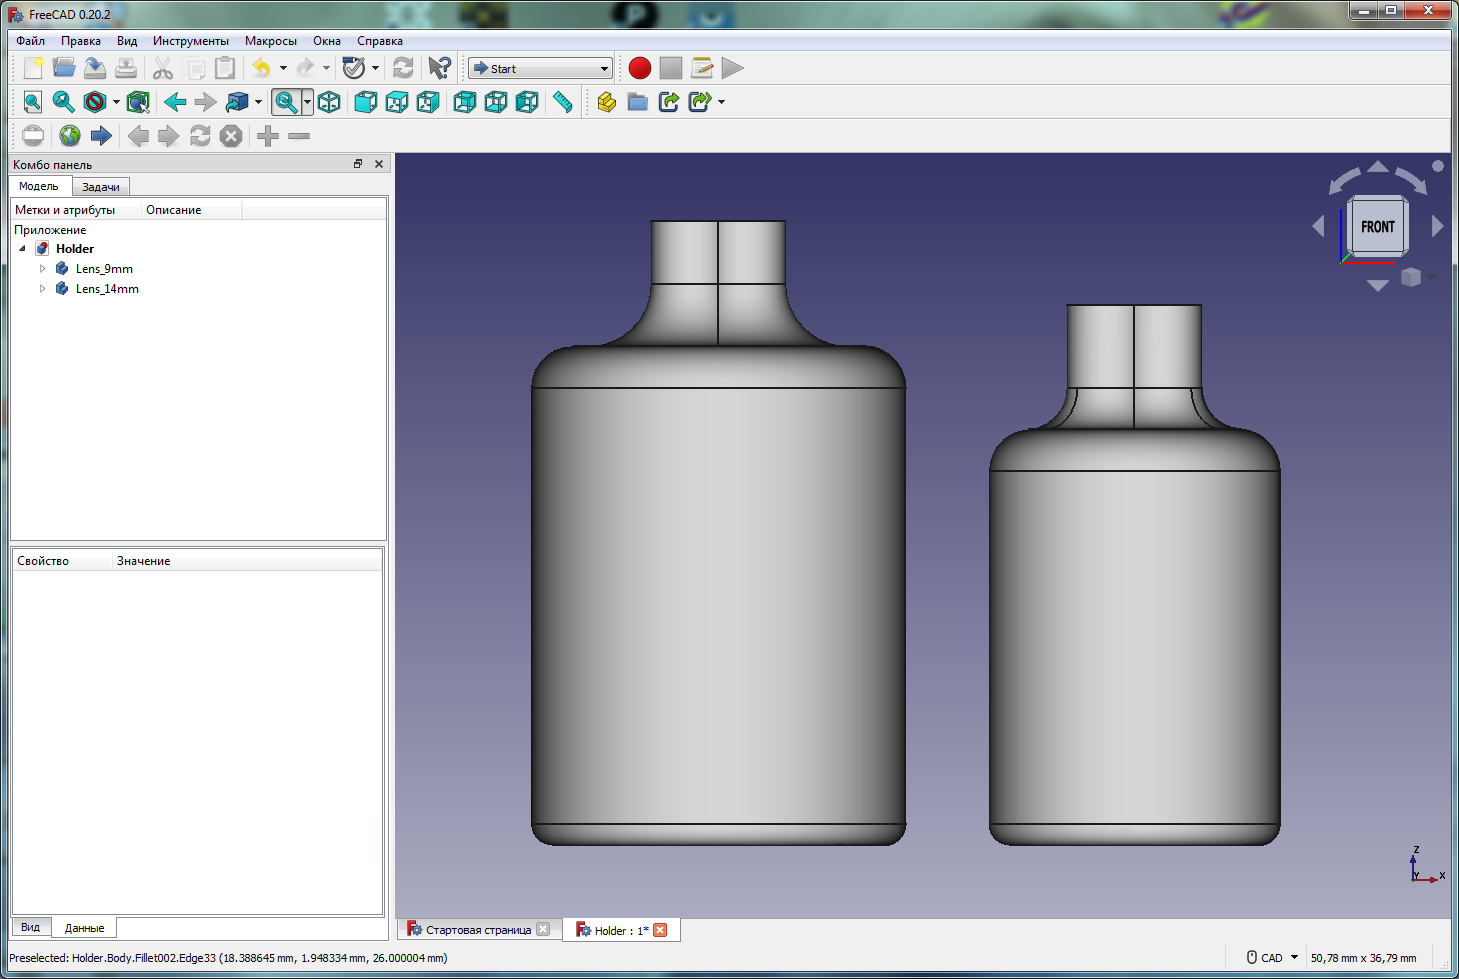 FreeCAD 0.20.2
Файл Правка Вид Инструменты Макросы Окна Справка
Start
Комбо панель
Модель Задачи
Метки и атрибуты Описание
Приложение
Holder
Lens_9mm
Lens_14mm
FRONT
Свойство Значение
Z
Y X
Вид Данные
Стартовая страница Holder : 1*
Preselected: Holder.Body.Fillet002.Edge33 (18.388645 mm, 1.948334 mm, 26.000004 mm)
CAD 50,78 mm x 36,79 mm